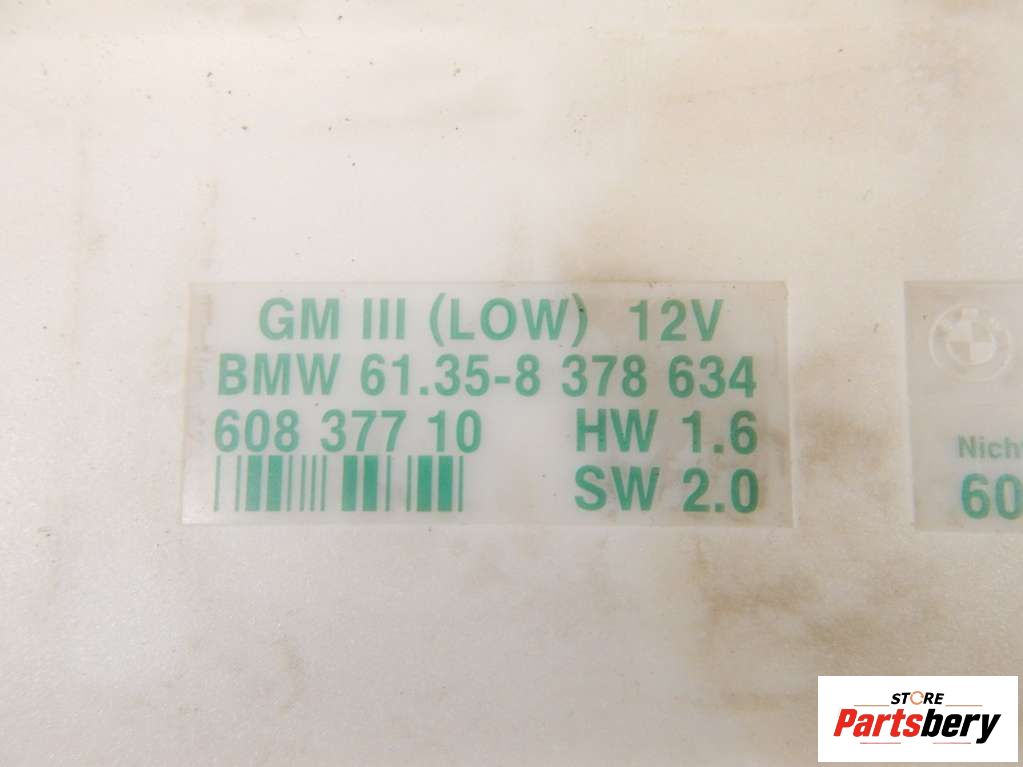 GM III (LOW) 12V
BMW 61.35-8 378 634
608 377 10 HW 1.6
SW 2.0
Nich
60
STORE
Partsbery